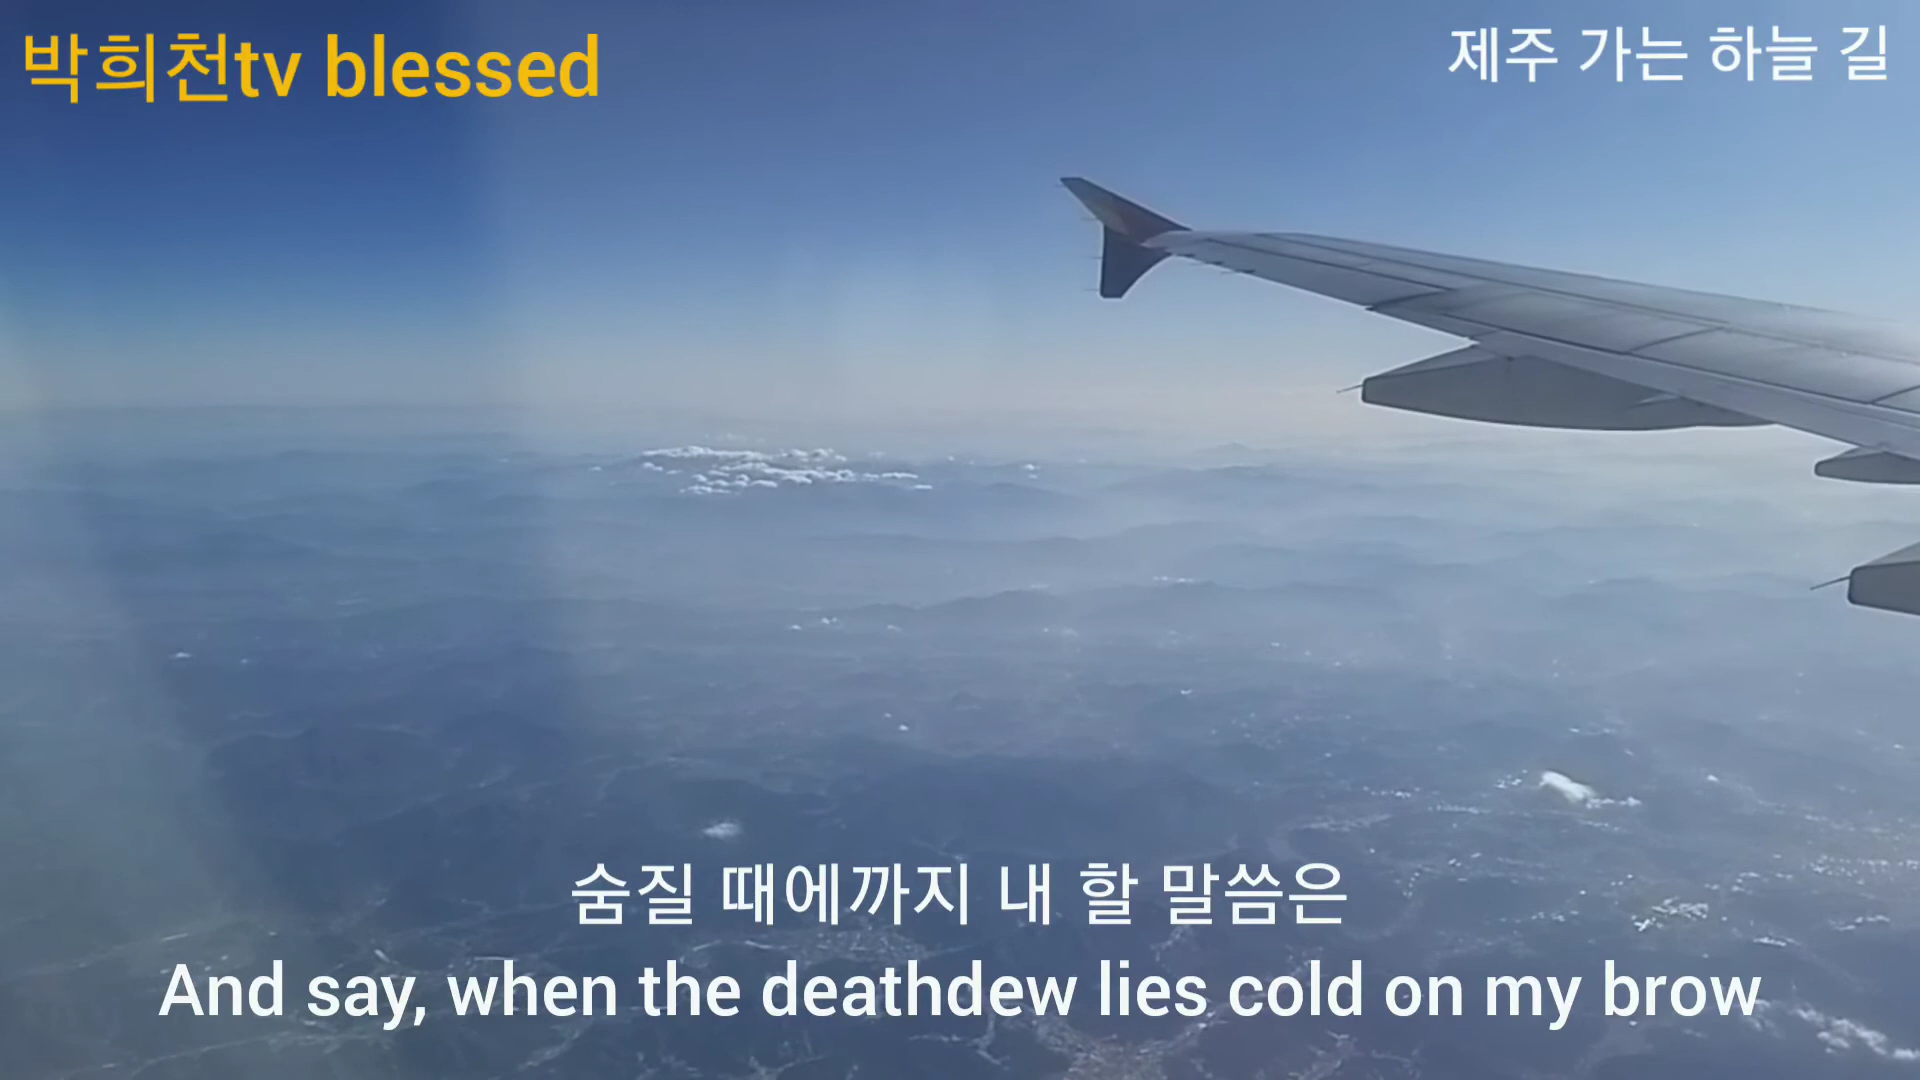 박희천tv blessed
제주 가는 하늘 길
숨질 때에까지 내 할 말씀은
And say, when the deathdew lies cold on my brow